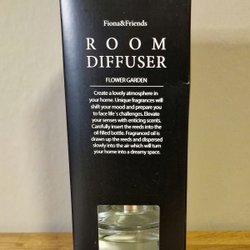 Fiona&Friends
ROOM
DIFFUSER
FLOWER GARDEN
Create a lovely atmosphere in
your home. Unique fragrances will
shift your mood and prepare you
to face life´s challenges. Elevate
your senses with enticing scents.
Carefully insert the reeds into the
oil filled bottle. Fragranced oil is
draws up the reeds and dispersed
slowly into the air which will turn
your home into a dreamy space.